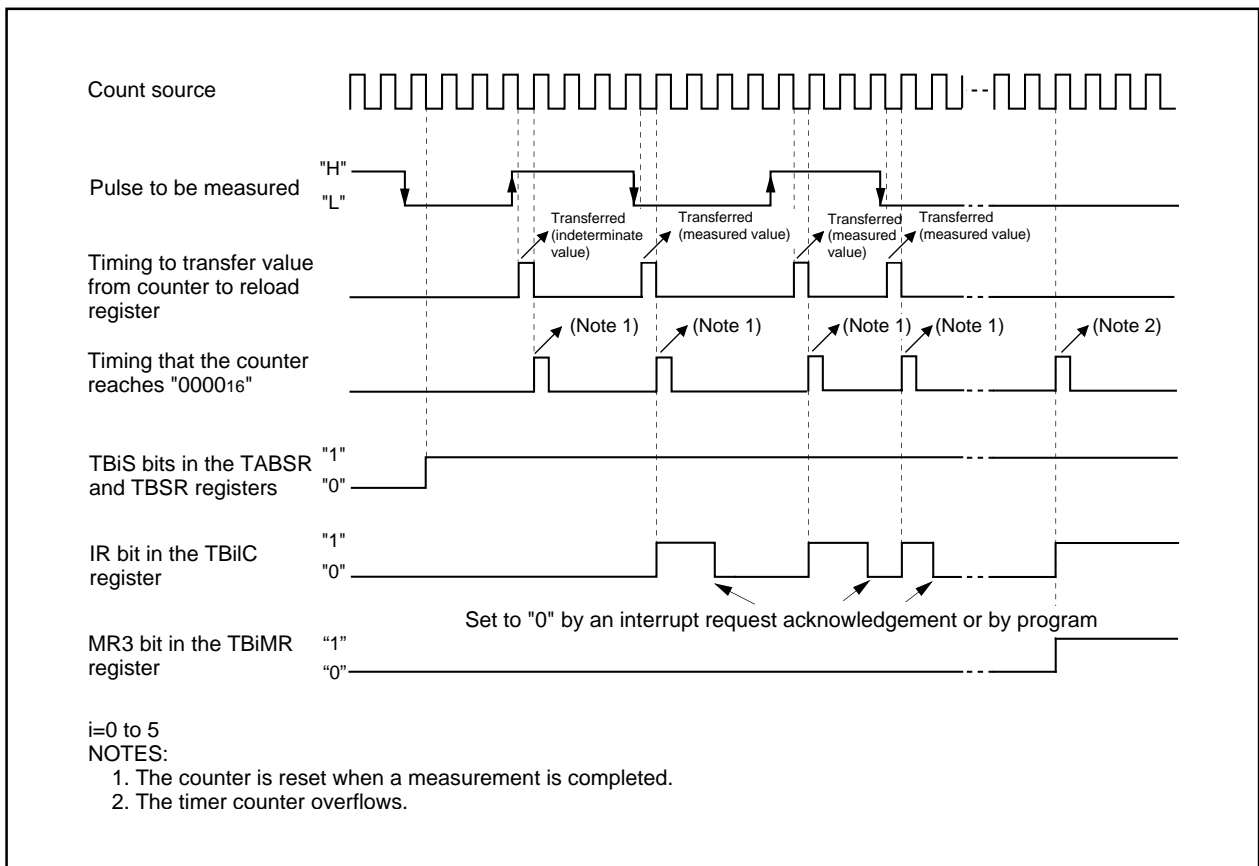 Count source
Pulse to be measured
"H"
"L"
Transferred
(indeterminate
value)
Transferred
(measured value)
Transferred
(measured
value)
Transferred
(measured value)
Timing to transfer value
from counter to reload
register
(Note 1)
(Note 1)
(Note 1)
(Note 1)
(Note 2)
Timing that the counter
reaches "000016"
TBiS bits in the TABSR
and TBSR registers
"1"
"0"
IR bit in the TBiIC
register
"1"
"0"
Set to "0" by an interrupt request acknowledgement or by program
MR3 bit in the TBiMR
register
“1”
“0”
i=0 to 5
NOTES:
1. The counter is reset when a measurement is completed.
2. The timer counter overflows.